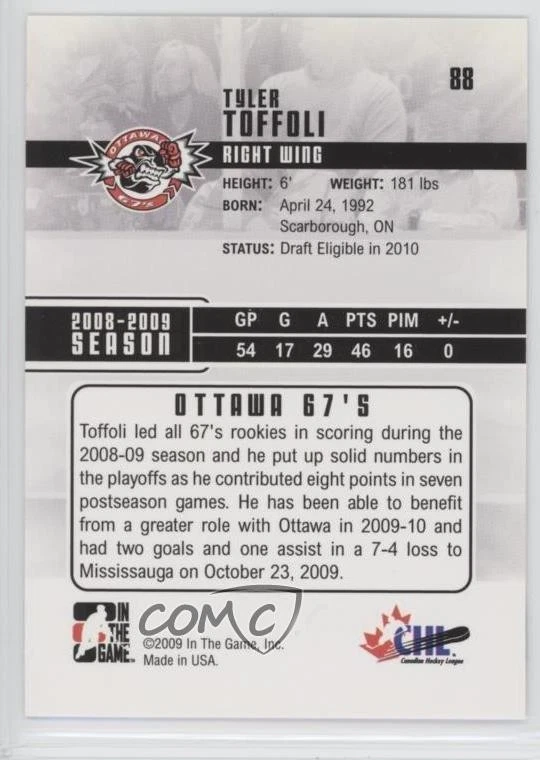 88
TYLER
TOFFOLI
RIGHT WING
OTTAWA
67's
HEIGHT: 6' WEIGHT: 181 lbs
BORN: April 24, 1992
Scarborough, ON
STATUS: Draft Eligible in 2010
2008-2009
SEASON
GP G A PTS PIM +/-
54 17 29 46 16 0
OTTAWA 67'S
Toffoli led all 67's rookies in scoring during the
2008-09 season and he put up solid numbers in
the playoffs as he contributed eight points in seven
postseason games. He has been able to benefit
from a greater role with Ottawa in 2009-10 and
had two goals and one assist in a 7-4 loss to
Mississauga on October 23, 2009.
IN
THE
GAME™
COMC
©2009 In The Game, Inc.
Made in USA.
CHL
Canadian Hockey League